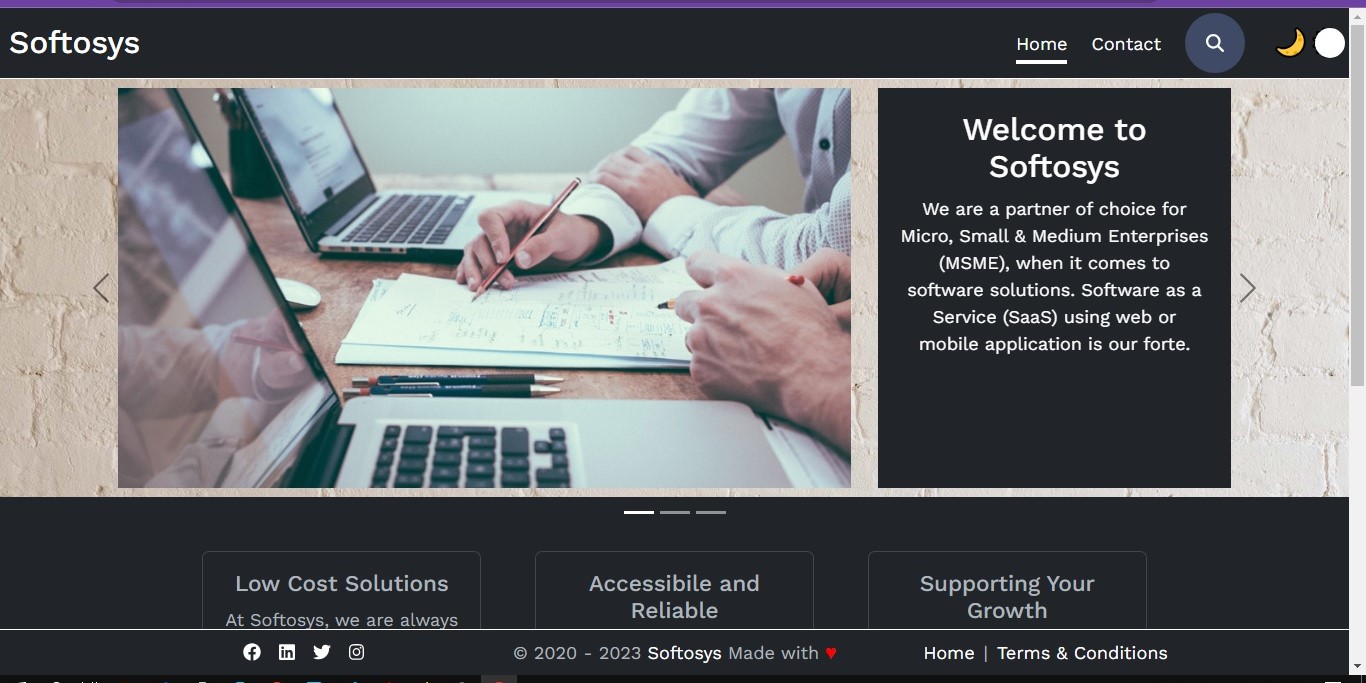 Softosys
Home
Contact
Welcome to
Softosys
We are a partner of choice for
Micro, Small & Medium Enterprises
(MSME), when it comes to
software solutions. Software as a
Service (SaaS) using web or
mobile application is our forte.
Low Cost Solutions
At Softosys, we are always
Accessibile and
Reliable
Supporting Your
Growth
© 2020 - 2023 Softosys Made with ♥
Home | Terms & Conditions